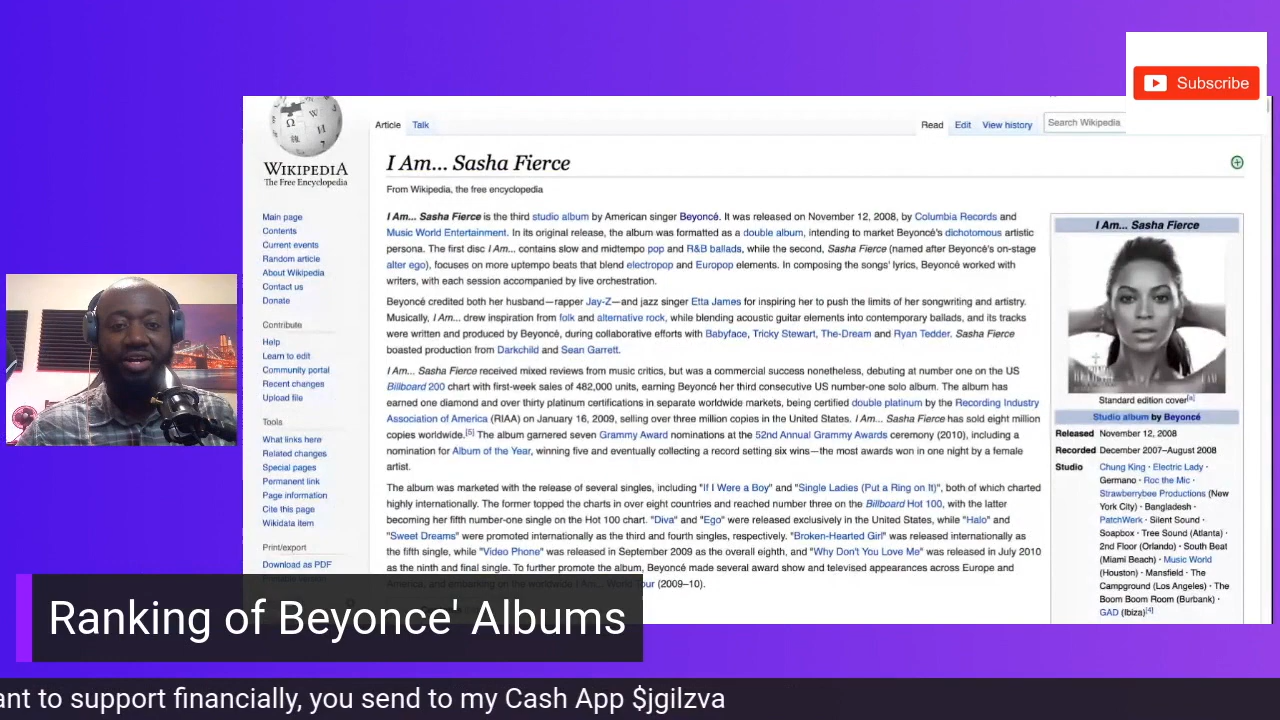 Subscribe
WIKIPEDIA
The Free Encyclopedia
Main page
Contents
Current events
Random article
About Wikipedia
Contact us
Donate
Contribute
Help
Learn to edit
Community portal
Recent changes
Upload file
Tools
What links here
Related changes
Special pages
Permanent link
Page information
Cite this page
Wikidata item
Print/export
Download as PDF
Article Talk
Read Edit View history Search Wikipedia
I Am... Sasha Fierce
From Wikipedia, the free encyclopedia
I Am... Sasha Fierce is the third studio album by American singer Beyoncé. It was released on November 12, 2008, by Columbia Records and
Music World Entertainment. In its original release, the album was formatted as a double album, intending to market Beyoncé's dichotomous artistic
persona. The first disc I Am... contains slow and midtempo pop and R&B ballads, while the second, Sasha Fierce (named after Beyoncé's on-stage
alter ego), focuses on more uptempo beats that blend electropop and Europop elements. In composing the songs' lyrics, Beyoncé worked with
writers, with each session accompanied by live orchestration.
Beyoncé credited both her husband—rapper Jay-Z—and jazz singer Etta James for inspiring her to push the limits of her songwriting and artistry.
Musically, I Am... drew inspiration from folk and alternative rock, while blending acoustic guitar elements into contemporary ballads, and its tracks
were written and produced by Beyoncé, during collaborative efforts with Babyface, Tricky Stewart, The-Dream and Ryan Tedder. Sasha Fierce
boasted production from Darkchild and Sean Garrett.
I Am... Sasha Fierce received mixed reviews from music critics, but was a commercial success nonetheless, debuting at number one on the US
Billboard 200 chart with first-week sales of 482,000 units, earning Beyoncé her third consecutive US number-one solo album. The album has
earned one diamond and over thirty platinum certifications in separate worldwide markets, being certified double platinum by the Recording Industry
Association of America (RIAA) on January 16, 2009, selling over three million copies in the United States. I Am... Sasha Fierce has sold eight million
copies worldwide.[5] The album garnered seven Grammy Award nominations at the 52nd Annual Grammy Awards ceremony (2010), including a
nomination for Album of the Year, winning five and eventually collecting a record setting six wins—the most awards won in one night by a female
artist.
The album was marketed with the release of several singles, including "If I Were a Boy" and "Single Ladies (Put a Ring on It)", both of which charted
highly internationally. The former topped the charts in over eight countries and reached number three on the Billboard Hot 100, with the latter
becoming her fifth number-one single on the Hot 100 chart. "Diva" and "Ego" were released exclusively in the United States, while "Halo" and
"Sweet Dreams" were promoted internationally as the third and fourth singles, respectively. "Broken-Hearted Girl" was released internationally as
the fifth single, while "Video Phone" was released in September 2009 as the overall eighth, and "Why Don't You Love Me" was released in July 2010
as the ninth and final single. To further promote the album, Beyoncé made several award show and televised appearances across Europe and
America, and embarking on the worldwide I Am... World Tour (2009–10).
I Am... Sasha Fierce
Standard edition cover[a]
Studio album by Beyoncé
Released November 12, 2008
Recorded December 2007–August 2008
Studio Chung King · Electric Lady ·
Germano · Roc the Mic ·
Strawberrybee Productions (New
York City) · Bangladesh ·
PatchWerk · Silent Sound ·
Soapbox · Tree Sound (Atlanta) ·
2nd Floor (Orlando) · South Beat
(Miami Beach) · Music World
(Houston) · Mansfield · The
Campground (Los Angeles) · The
Boom Boom Room (Burbank) ·
GAD (Ibiza)[4]
Ranking of Beyonce' Albums
ant to support financially, you send to my Cash App $jgilzva